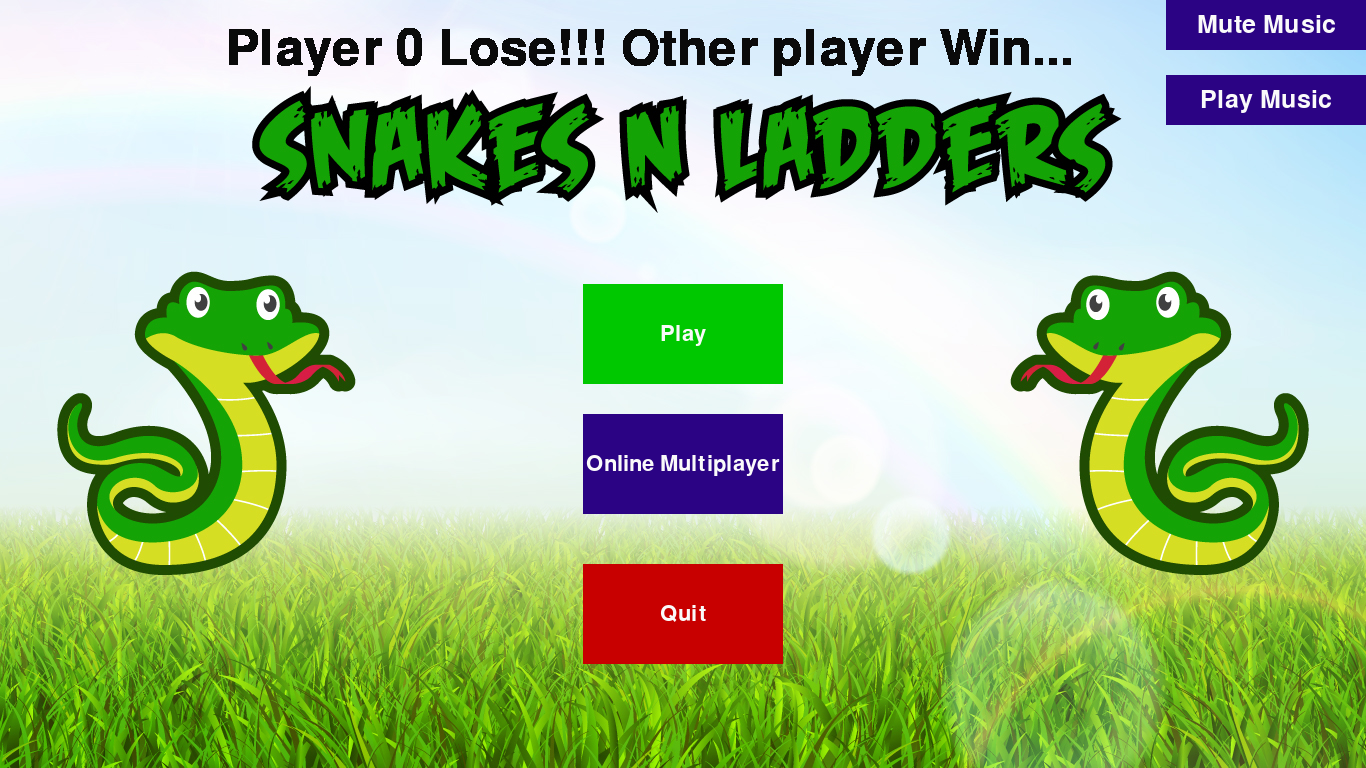 Player 0 Lose!!! Other player Win...
Mute Music
Play Music
SNAKES N LADDERS
Play
Online Multiplayer
Quit